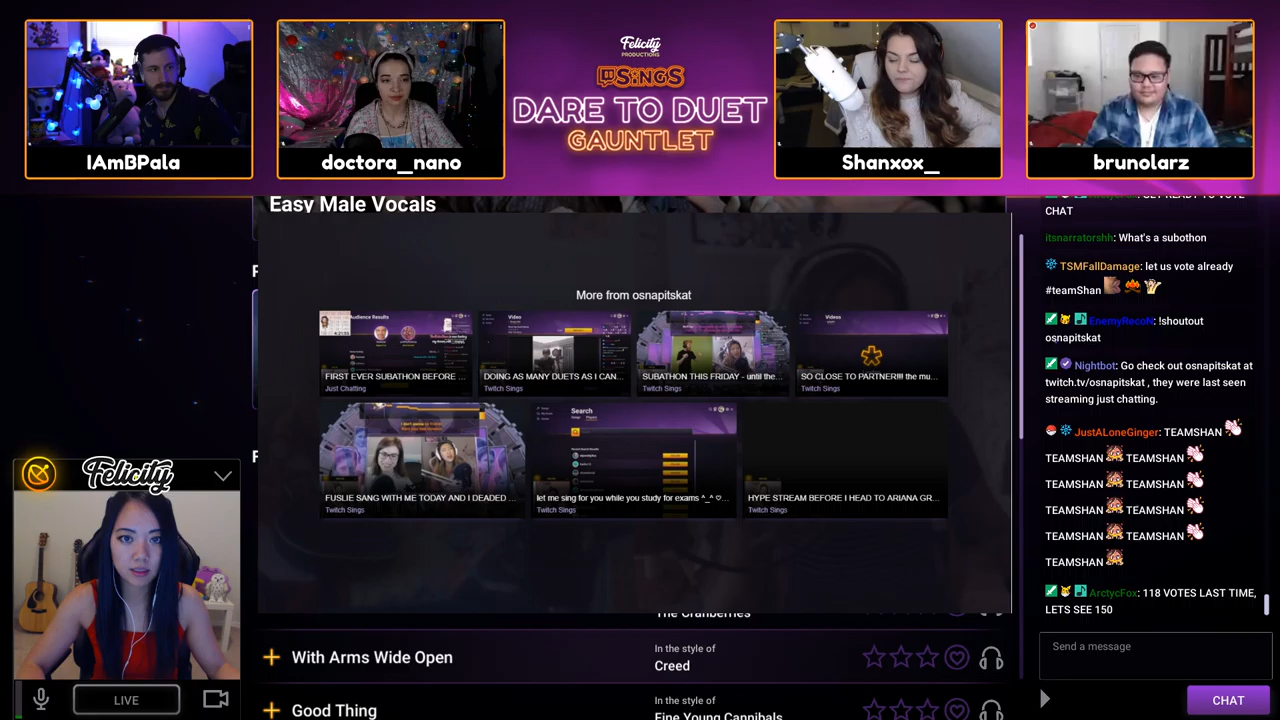 IAmBPala
doctora__nano
Felicity
PRODUCTIONS
SINGS
DARE TO DUET
GAUNTLET
Shanxox_
brunolarz
Easy Male Vocals
More from osnapitskat
Audience Results
Video
Videos
FIRST EVER SUBATHON BEFORE ...
Just Chatting
DOING AS MANY DUETS AS I CAN...
Twitch Sings
SUBATHON THIS FRIDAY - until the...
Twitch Sings
SO CLOSE TO PARTNER!!! the mu...
Twitch Sings
Search
FUSLIE SANG WITH ME TODAY AND I DEADED ...
Twitch Sings
let me sing for you while you study for exams ^_^ ♡...
Twitch Sings
HYPE STREAM BEFORE I HEAD TO ARIANA GR...
Twitch Sings
The Cranberries
With Arms Wide Open
In the style of
Creed
Good Thing
In the style of
Fine Young Cannibals
Felicity
LIVE
CHAT
itsnarratorshh: What's a subothon
TSMFallDamage: let us vote already
#teamShan
EnemyRecoN: !shoutout
osnapitskat
Nightbot: Go check out osnapitskat at
twitch.tv/osnapitskat , they were last seen
streaming just chatting.
JustALoneGinger: TEAMSHAN
TEAMSHAN TEAMSHAN
TEAMSHAN TEAMSHAN
TEAMSHAN TEAMSHAN
TEAMSHAN TEAMSHAN
TEAMSHAN
ArctycFox: 118 VOTES LAST TIME,
LETS SEE 150
Send a message
CHAT